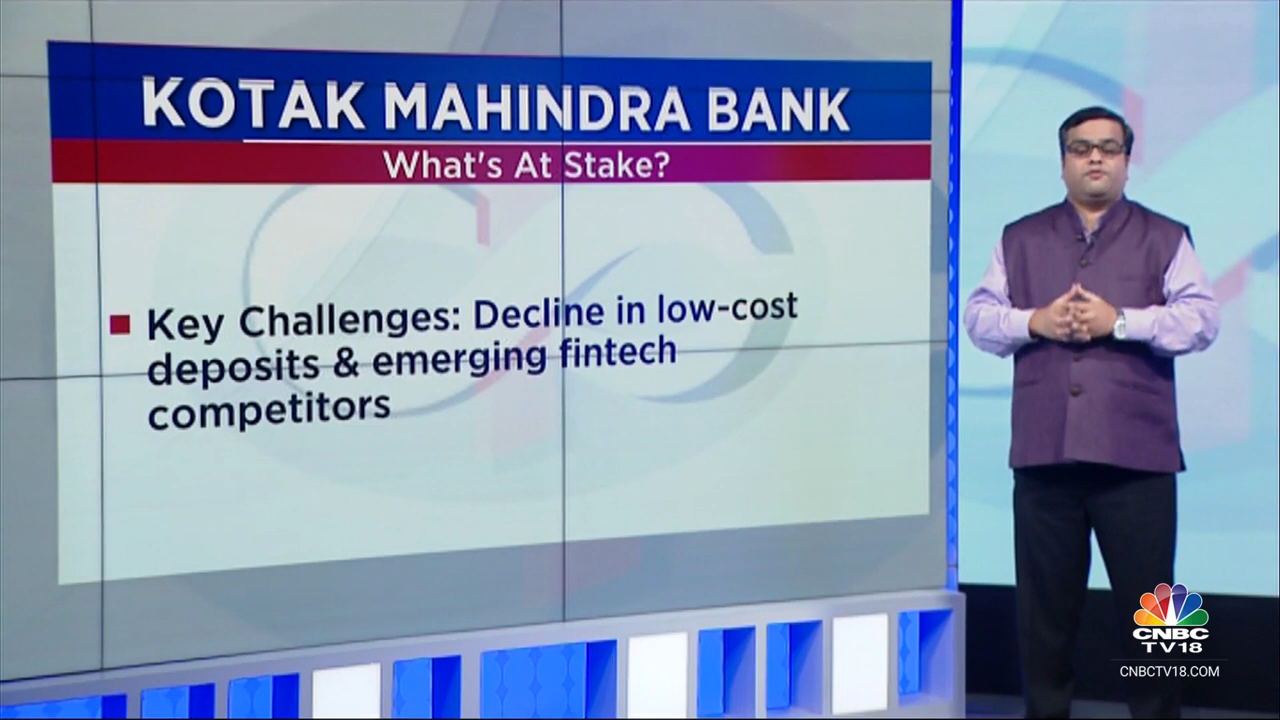 KOTAK MAHINDRA BANK
What's At Stake?
Key Challenges: Decline in low-cost
deposits & emerging fintech
competitors
CNBC
TV18
CNBCTV18.COM